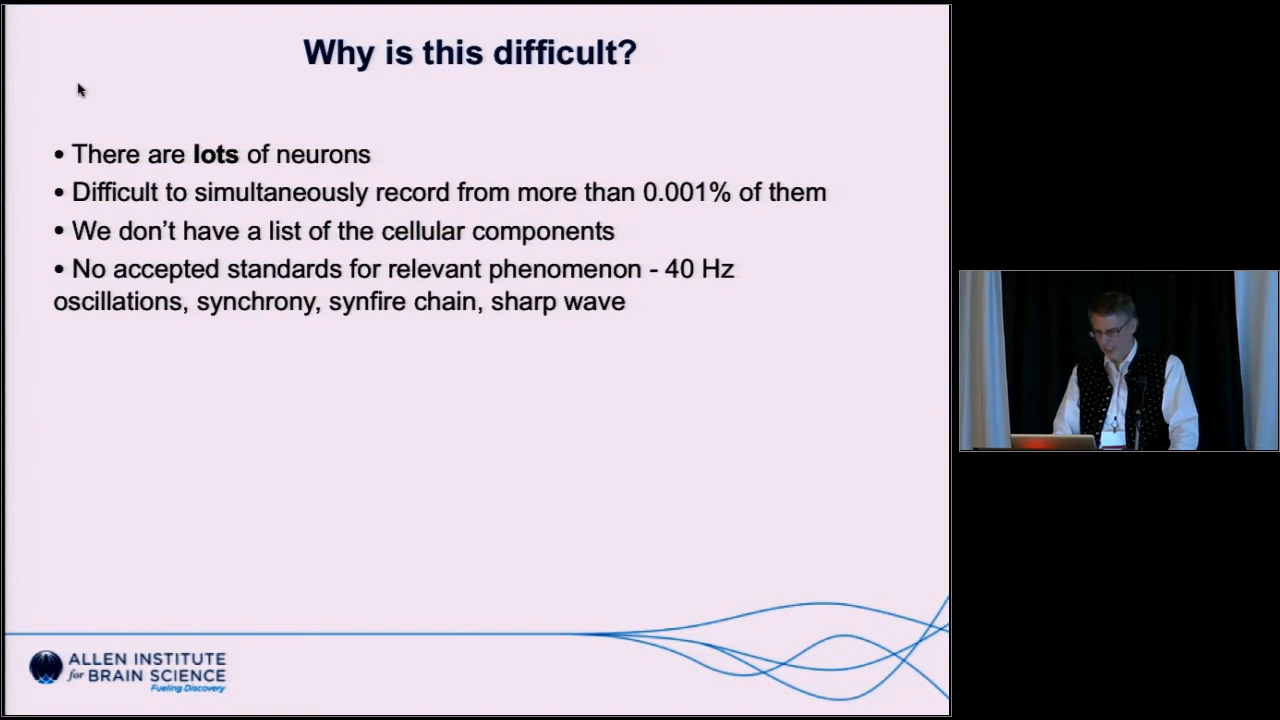 Why is this difficult?
• There are lots of neurons
• Difficult to simultaneously record from more than 0.001% of them
• We don’t have a list of the cellular components
• No accepted standards for relevant phenomenon - 40 Hz
oscillations, synchrony, synfire chain, sharp wave
ALLEN INSTITUTE
for BRAIN SCIENCE
Fueling Discovery